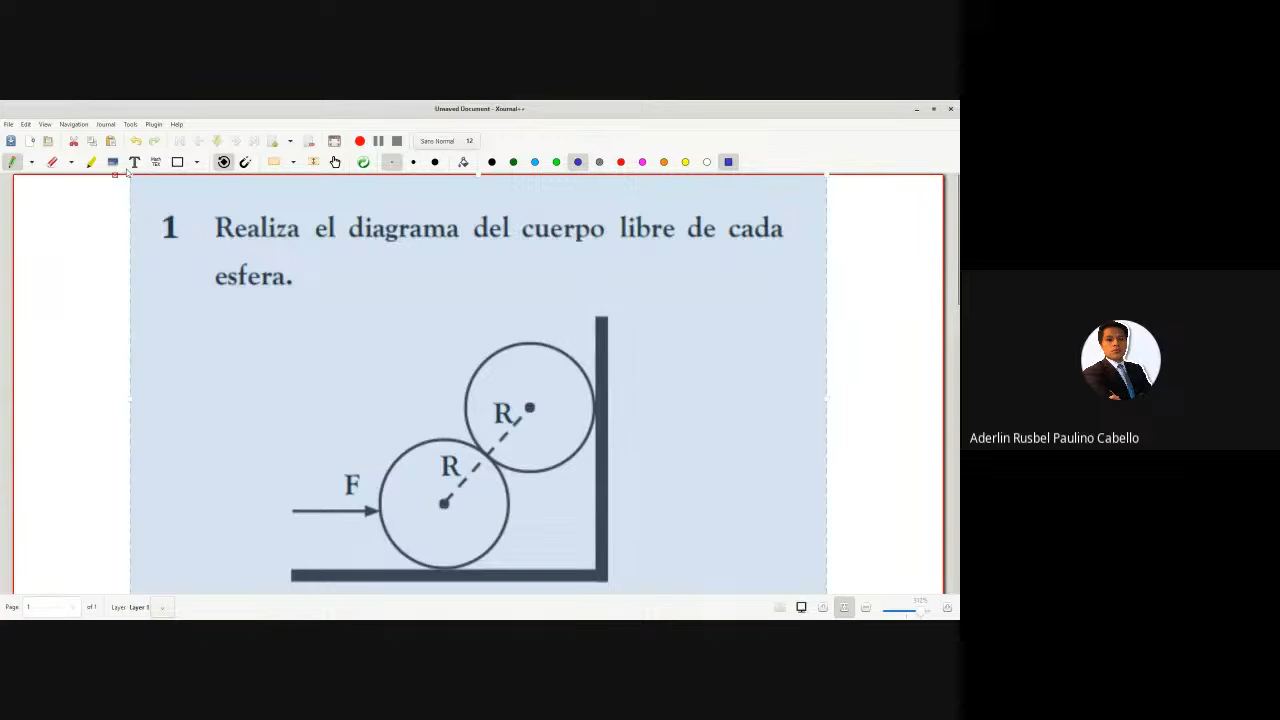 Unsaved Document - Xournal++
File Edit View Navigation Journal Tools Plugin Help
Sans Normal 12
T
1 Realiza el diagrama del cuerpo libre de cada
esfera.
R
R
F
Aderlin Rusbel Paulino Cabello
Page 1 of 1 Layer Layer 1
312%